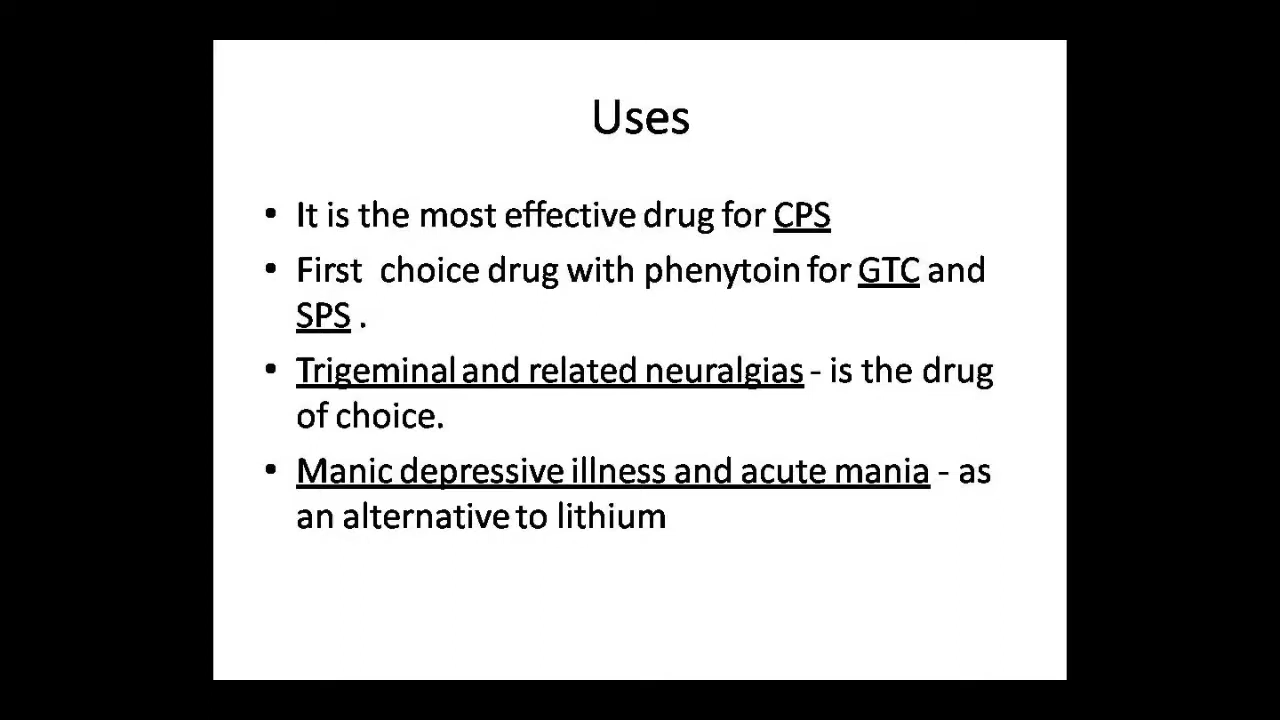 Uses
• It is the most effective drug for CPS
• First choice drug with phenytoin for GTC and
SPS .
• Trigeminal and related neuralgias - is the drug
of choice.
• Manic depressive illness and acute mania - as
an alternative to lithium